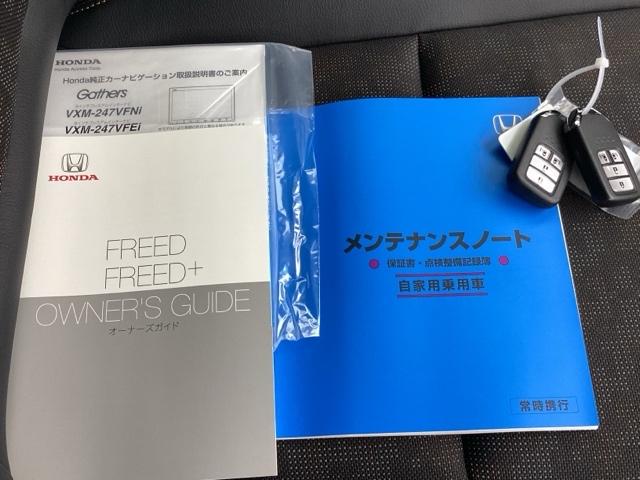 HONDA
Honda Access Corp.
Honda純正カーナビゲーション取扱説明書のご案内
Gathers
VXM-247VFNi
VXM-247VFEi
HONDA
FREED
FREED+
OWNER'S GUIDE
オーナーズガイド
メンテナンスノート
保証書・点検整備記録簿
自家用乗用車
常時携行